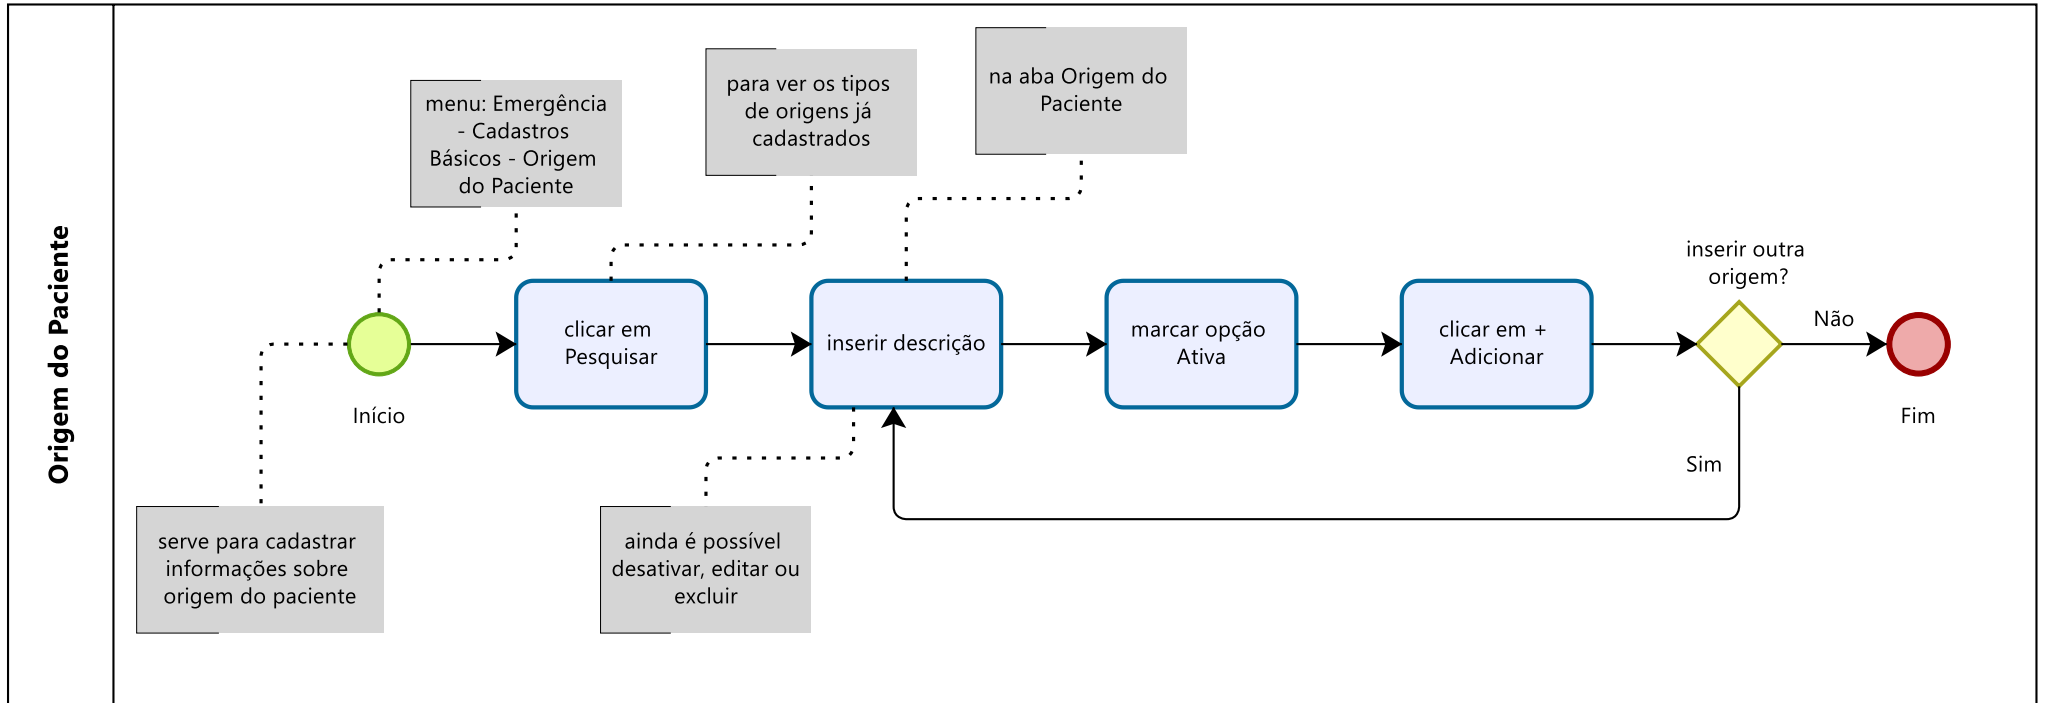 Origem do Paciente
menu: Emergência
- Cadastros
Básicos - Origem
do Paciente
para ver os tipos
de origens já
cadastrados
na aba Origem do
Paciente
Início
clicar em
Pesquisar
inserir descrição
marcar opção
Ativa
clicar em +
Adicionar
inserir outra
origem?
Não
Sim
Fim
serve para cadastrar
informações sobre
origem do paciente
ainda é possível
desativar, editar ou
excluir